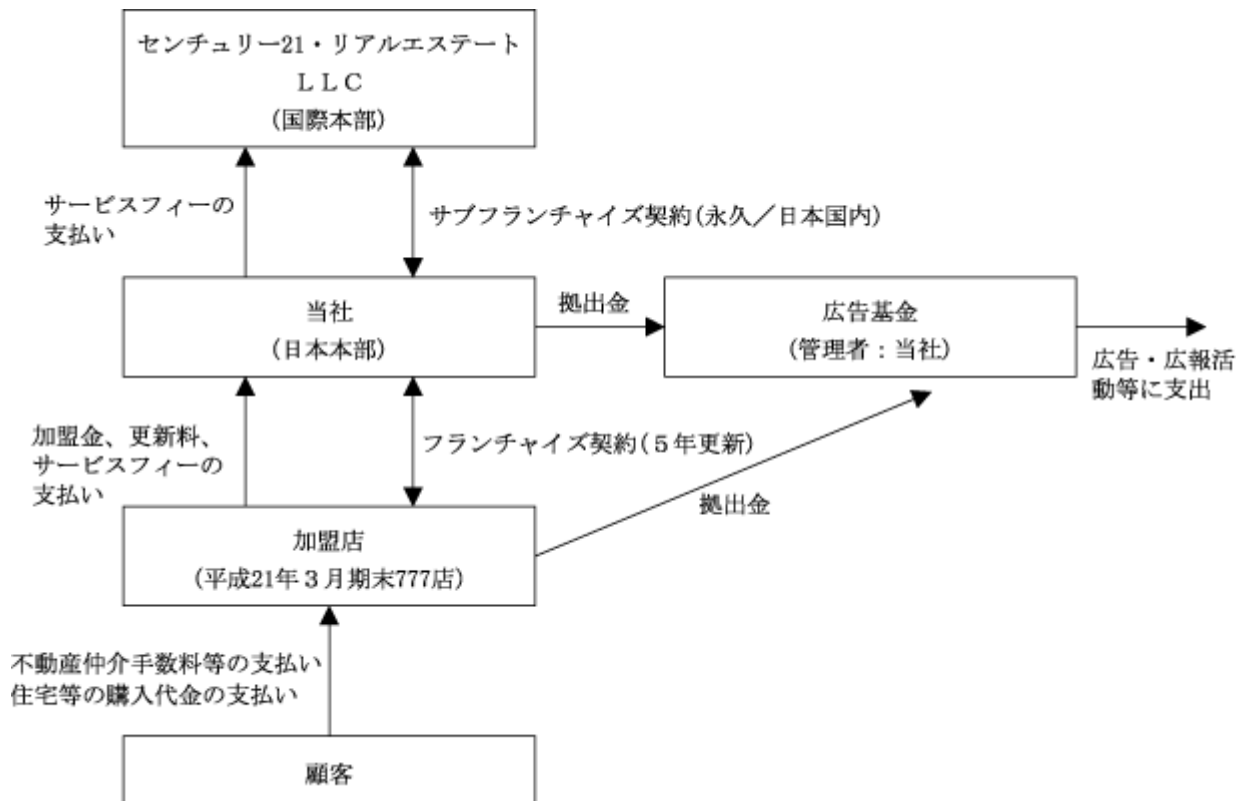 センチュリー21・リアルエステート
ＬＬＣ
(国際本部)
サービスフィーの
支払い
サブフランチャイズ契約(永久／日本国内)
当社
(日本本部)
拠出金
広告基金
(管理者：当社)
広告・広報活
動等に支出
加盟金、更新料、
サービスフィーの
支払い
フランチャイズ契約(５年更新)
拠出金
加盟店
(平成21年３月期末777店)
不動産仲介手数料等の支払い
住宅等の購入代金の支払い
顧客